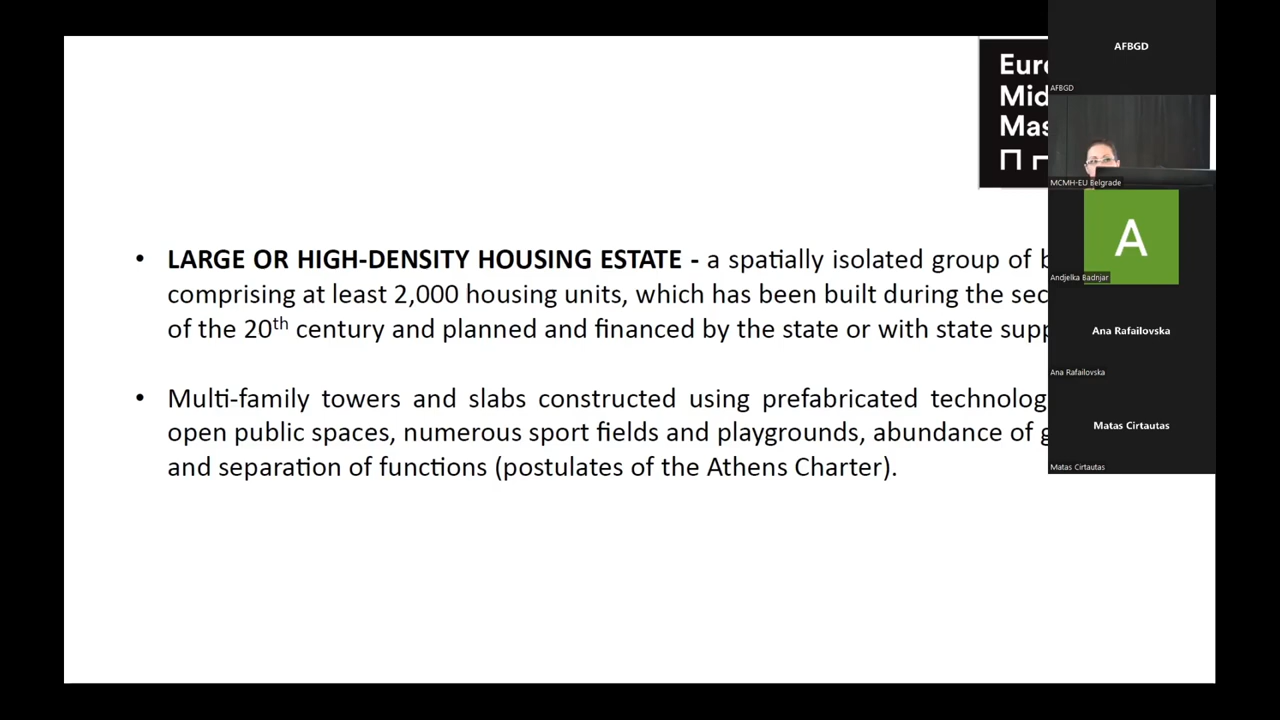 Euro
Mid
Mas
• LARGE OR HIGH-DENSITY HOUSING ESTATE - a spatially isolated group of
comprising at least 2,000 housing units, which has been built during the sec
of the 20th century and planned and financed by the state or with state supp
• Multi-family towers and slabs constructed using prefabricated technolog
open public spaces, numerous sport fields and playgrounds, abundance of
and separation of functions (postulates of the Athens Charter).
AFBGD
AFBGD
MCMH-EU Belgrade
A
Andjelka Badnjar
Ana Rafailovska
Ana Rafailovska
Matas Cirtautas
Matas Cirtautas